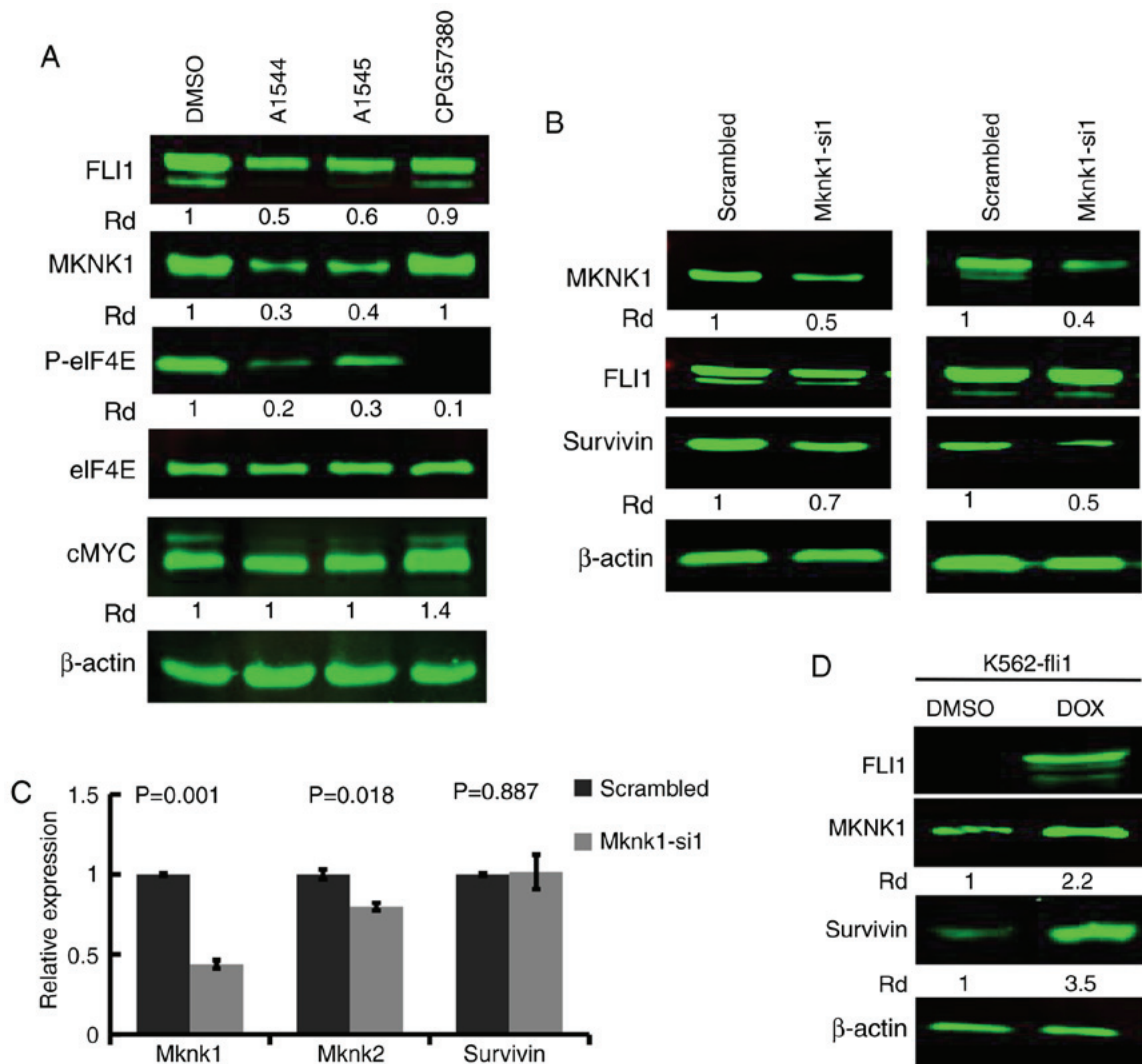 A
DMSO
A1544
A1545
CPG57380
FLI1
Rd 1 0.5 0.6 0.9
MKNK1
Rd 1 0.3 0.4 1
P-eIF4E
Rd 1 0.2 0.3 0.1
eIF4E
cMYC
Rd 1 1 1 1.4
β-actin
B
Scrambled
Mknk1-si1
Scrambled
Mknk1-si1
MKNK1
Rd 1 0.5 1 0.4
FLI1
Survivin
Rd 1 0.7 1 0.5
β-actin
C
1.5
1
0.5
0
Relative expression
P=0.001 P=0.018 P=0.887
Scrambled
Mknk1-si1
Mknk1 Mknk2 Survivin
D
K562-fli1
DMSO DOX
FLI1
MKNK1
Rd 1 2.2
Survivin
Rd 1 3.5
β-actin